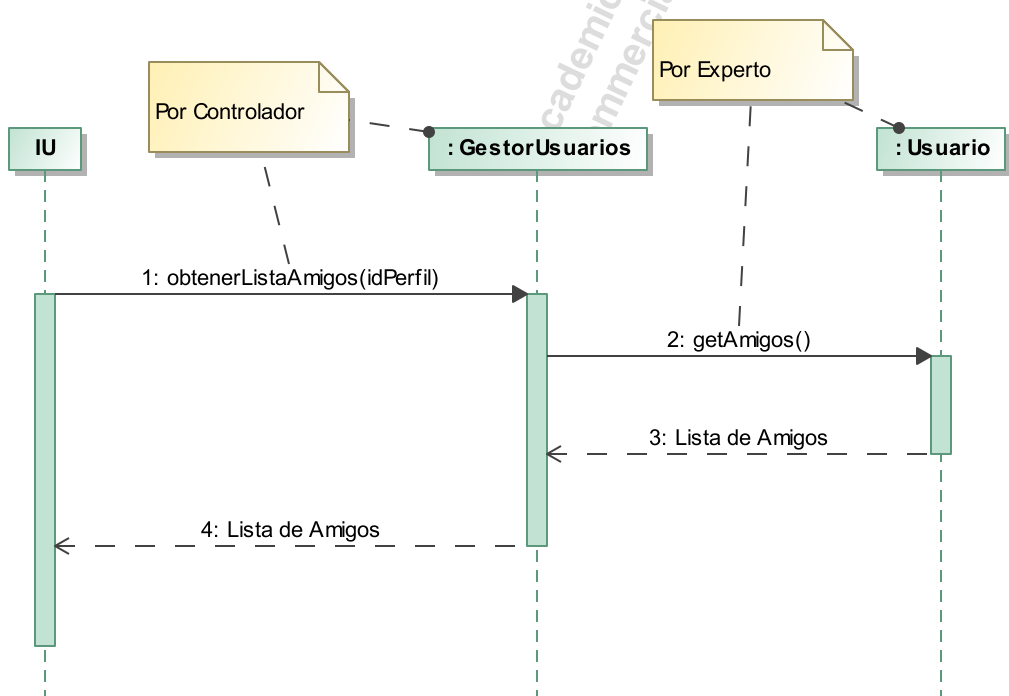 Por Controlador
Por Experto
IU
: GestorUsuarios
: Usuario
1: obtenerListaAmigos(idPerfil)
2: getAmigos()
3: Lista de Amigos
4: Lista de Amigos